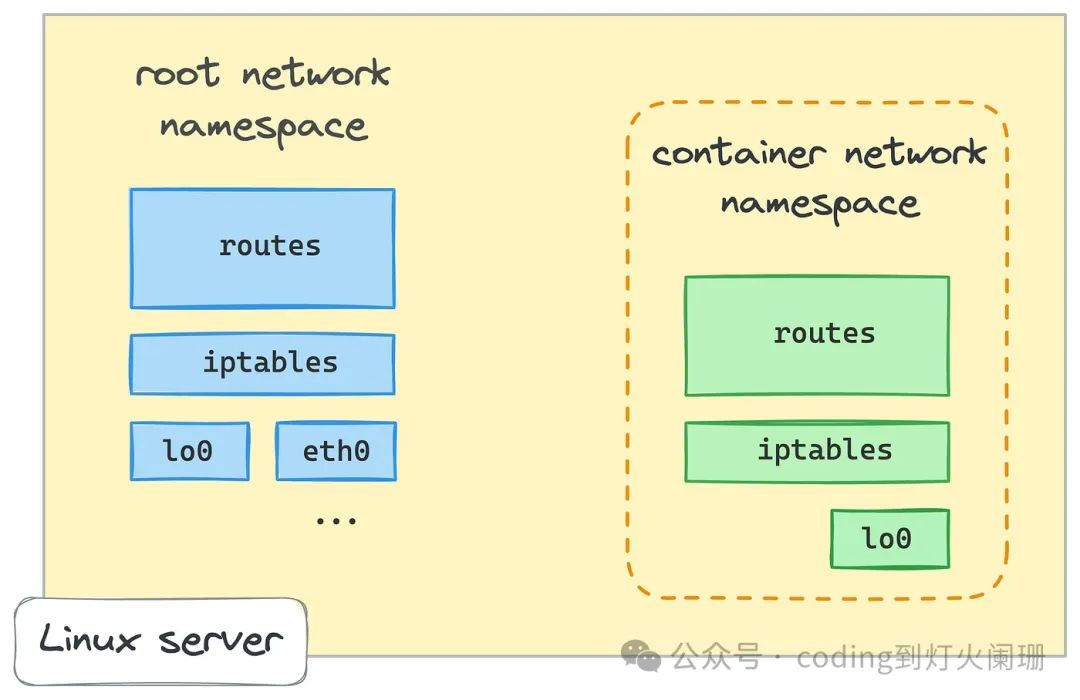 root network
namespace
routes
iptables
lo0
eth0
...
container network
namespace
routes
iptables
lo0
Linux server
公众号 · coding到灯火阑珊